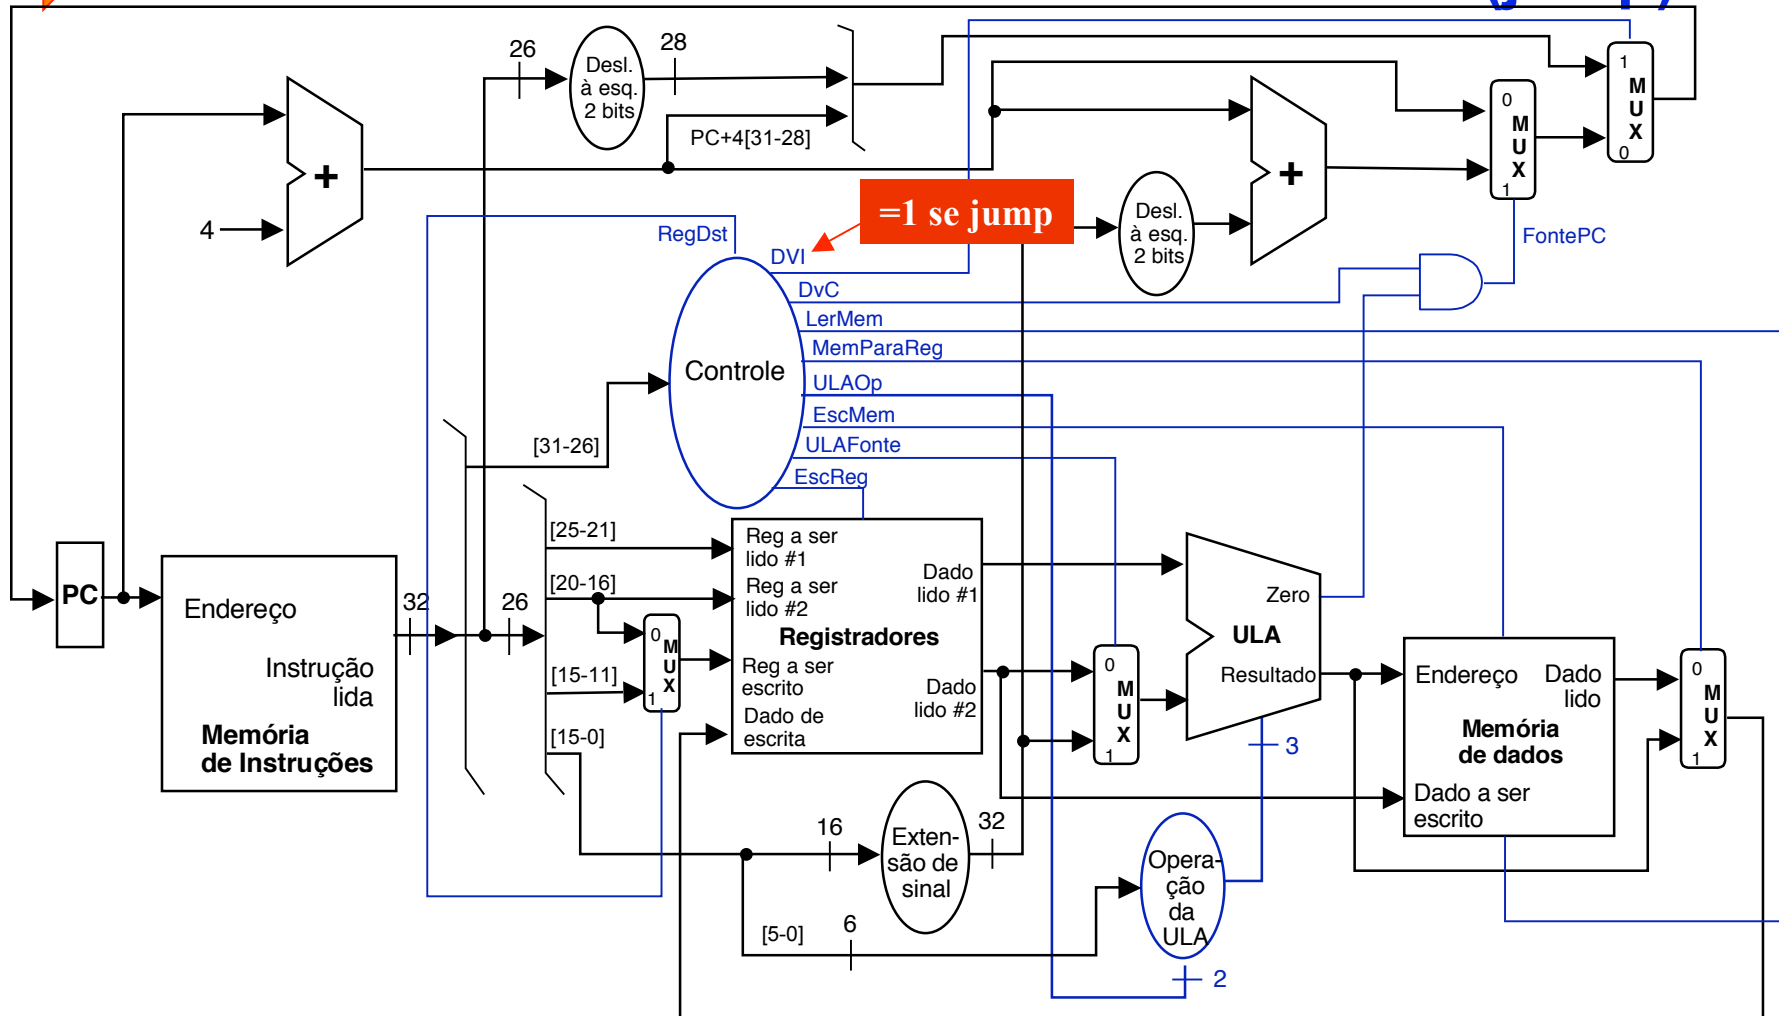 26
28
Desl.
à esq.
2 bits
PC+4[31-28]
+
4
=1 se jump
Desl.
à esq.
2 bits
+
0
M
U
X
1
1
M
U
X
0
FontePC
RegDst
DVI
DvC
LerMem
MemParaReg
ULAOp
EscMem
ULAFonte
EscReg
Controle
[31-26]
[25-21]
[20-16]
[15-11]
[15-0]
PC
Endereço
Instrução
lida
Memória
de Instruções
32
26
0
M
U
X
1
Reg a ser
lido #1
Reg a ser
lido #2
Registradores
Reg a ser
escrito
Dado de
escrita
Dado
lido #1
Dado
lido #2
0
M
U
X
1
Zero
ULA
Resultado
3
Endereço
Dado
lido
Memória
de dados
Dado a ser
escrito
0
M
U
X
1
16
Exten-
são de
sinal
32
Opera-
ção
da
ULA
[5-0]
6
2